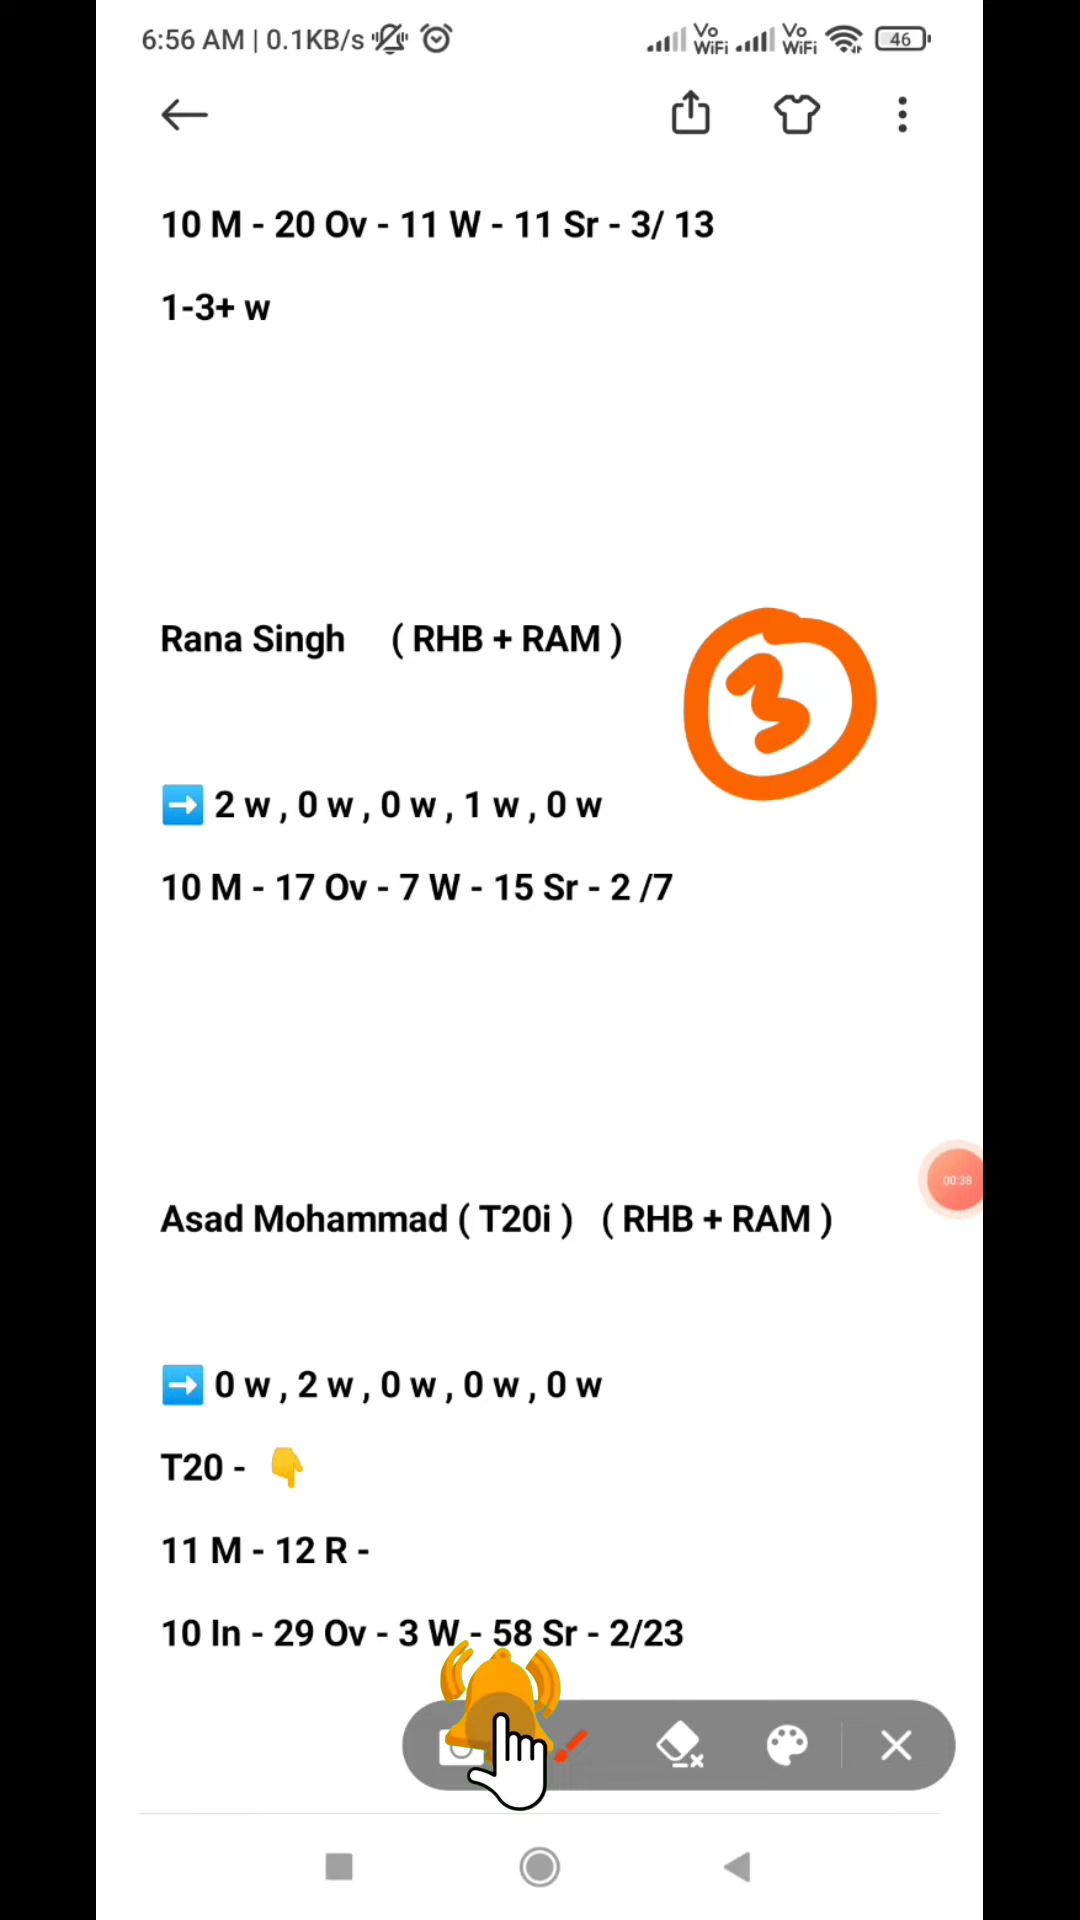 6:56 AM | 0.1KB/s Vo WiFi Vo WiFi 46
10 M - 20 Ov - 11 W - 11 Sr - 3/ 13
1-3+ w
Rana Singh ( RHB + RAM )
3
➡️ 2 w , 0 w , 0 w , 1 w , 0 w
10 M - 17 Ov - 7 W - 15 Sr - 2 /7
00:38
Asad Mohammad ( T20i ) ( RHB + RAM )
➡️ 0 w , 2 w , 0 w , 0 w , 0 w
T20 - 👇
11 M - 12 R -
10 In - 29 Ov - 3 W - 58 Sr - 2/23